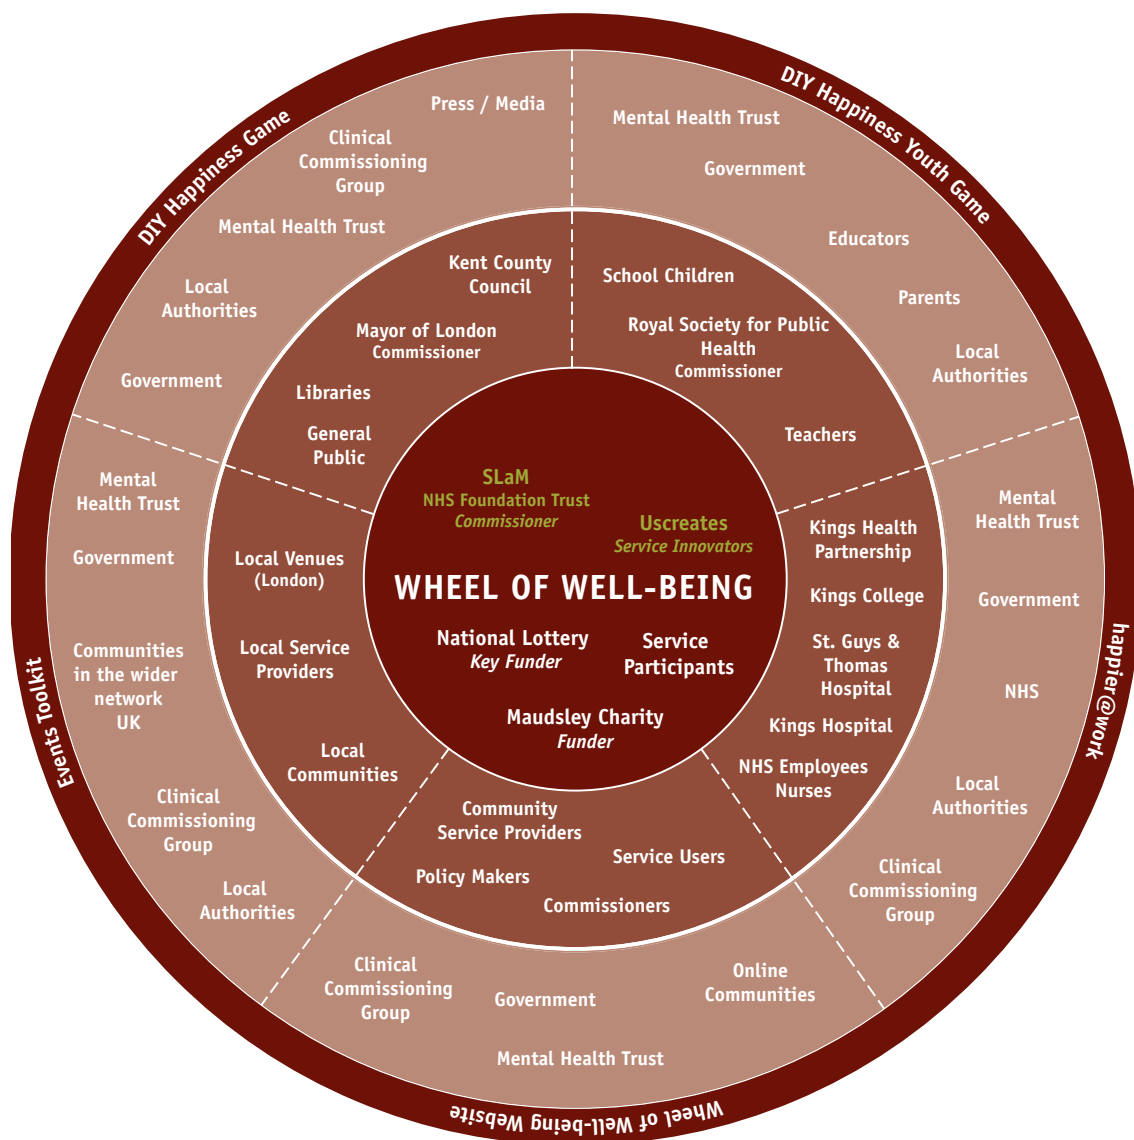 DIY Happiness Game
Press / Media
Clinical
Commissioning
Group
Mental Health Trust
Local
Authorities
Government
Kent County
Council
Mayor of London
Commissioner
Libraries
General
Public
DIY Happiness Youth Game
Mental Health Trust
Government
Educators
Parents
Local
Authorities
School Children
Royal Society for Public
Health
Commissioner
Teachers
happier@work
Mental
Health Trust
Government
NHS
Local
Authorities
Clinical
Commissioning
Group
Kings Health
Partnership
Kings College
St. Guys &
Thomas
Hospital
Kings Hospital
NHS Employees
Nurses
Wheel of Well-being Website
Community
Service Providers
Service Users
Policy Makers
Commissioners
Clinical
Commissioning
Group
Government
Online
Communities
Mental Health Trust
Events Toolkit
Mental
Health Trust
Government
Communities
in the wider
network
UK
Clinical
Commissioning
Group
Local
Authorities
Local Venues
(London)
Local Service
Providers
Local
Communities
SLaM
NHS Foundation Trust
Commissioner
Uscreates
Service Innovators
WHEEL OF WELL-BEING
National Lottery
Key Funder
Service
Participants
Maudsley Charity
Funder